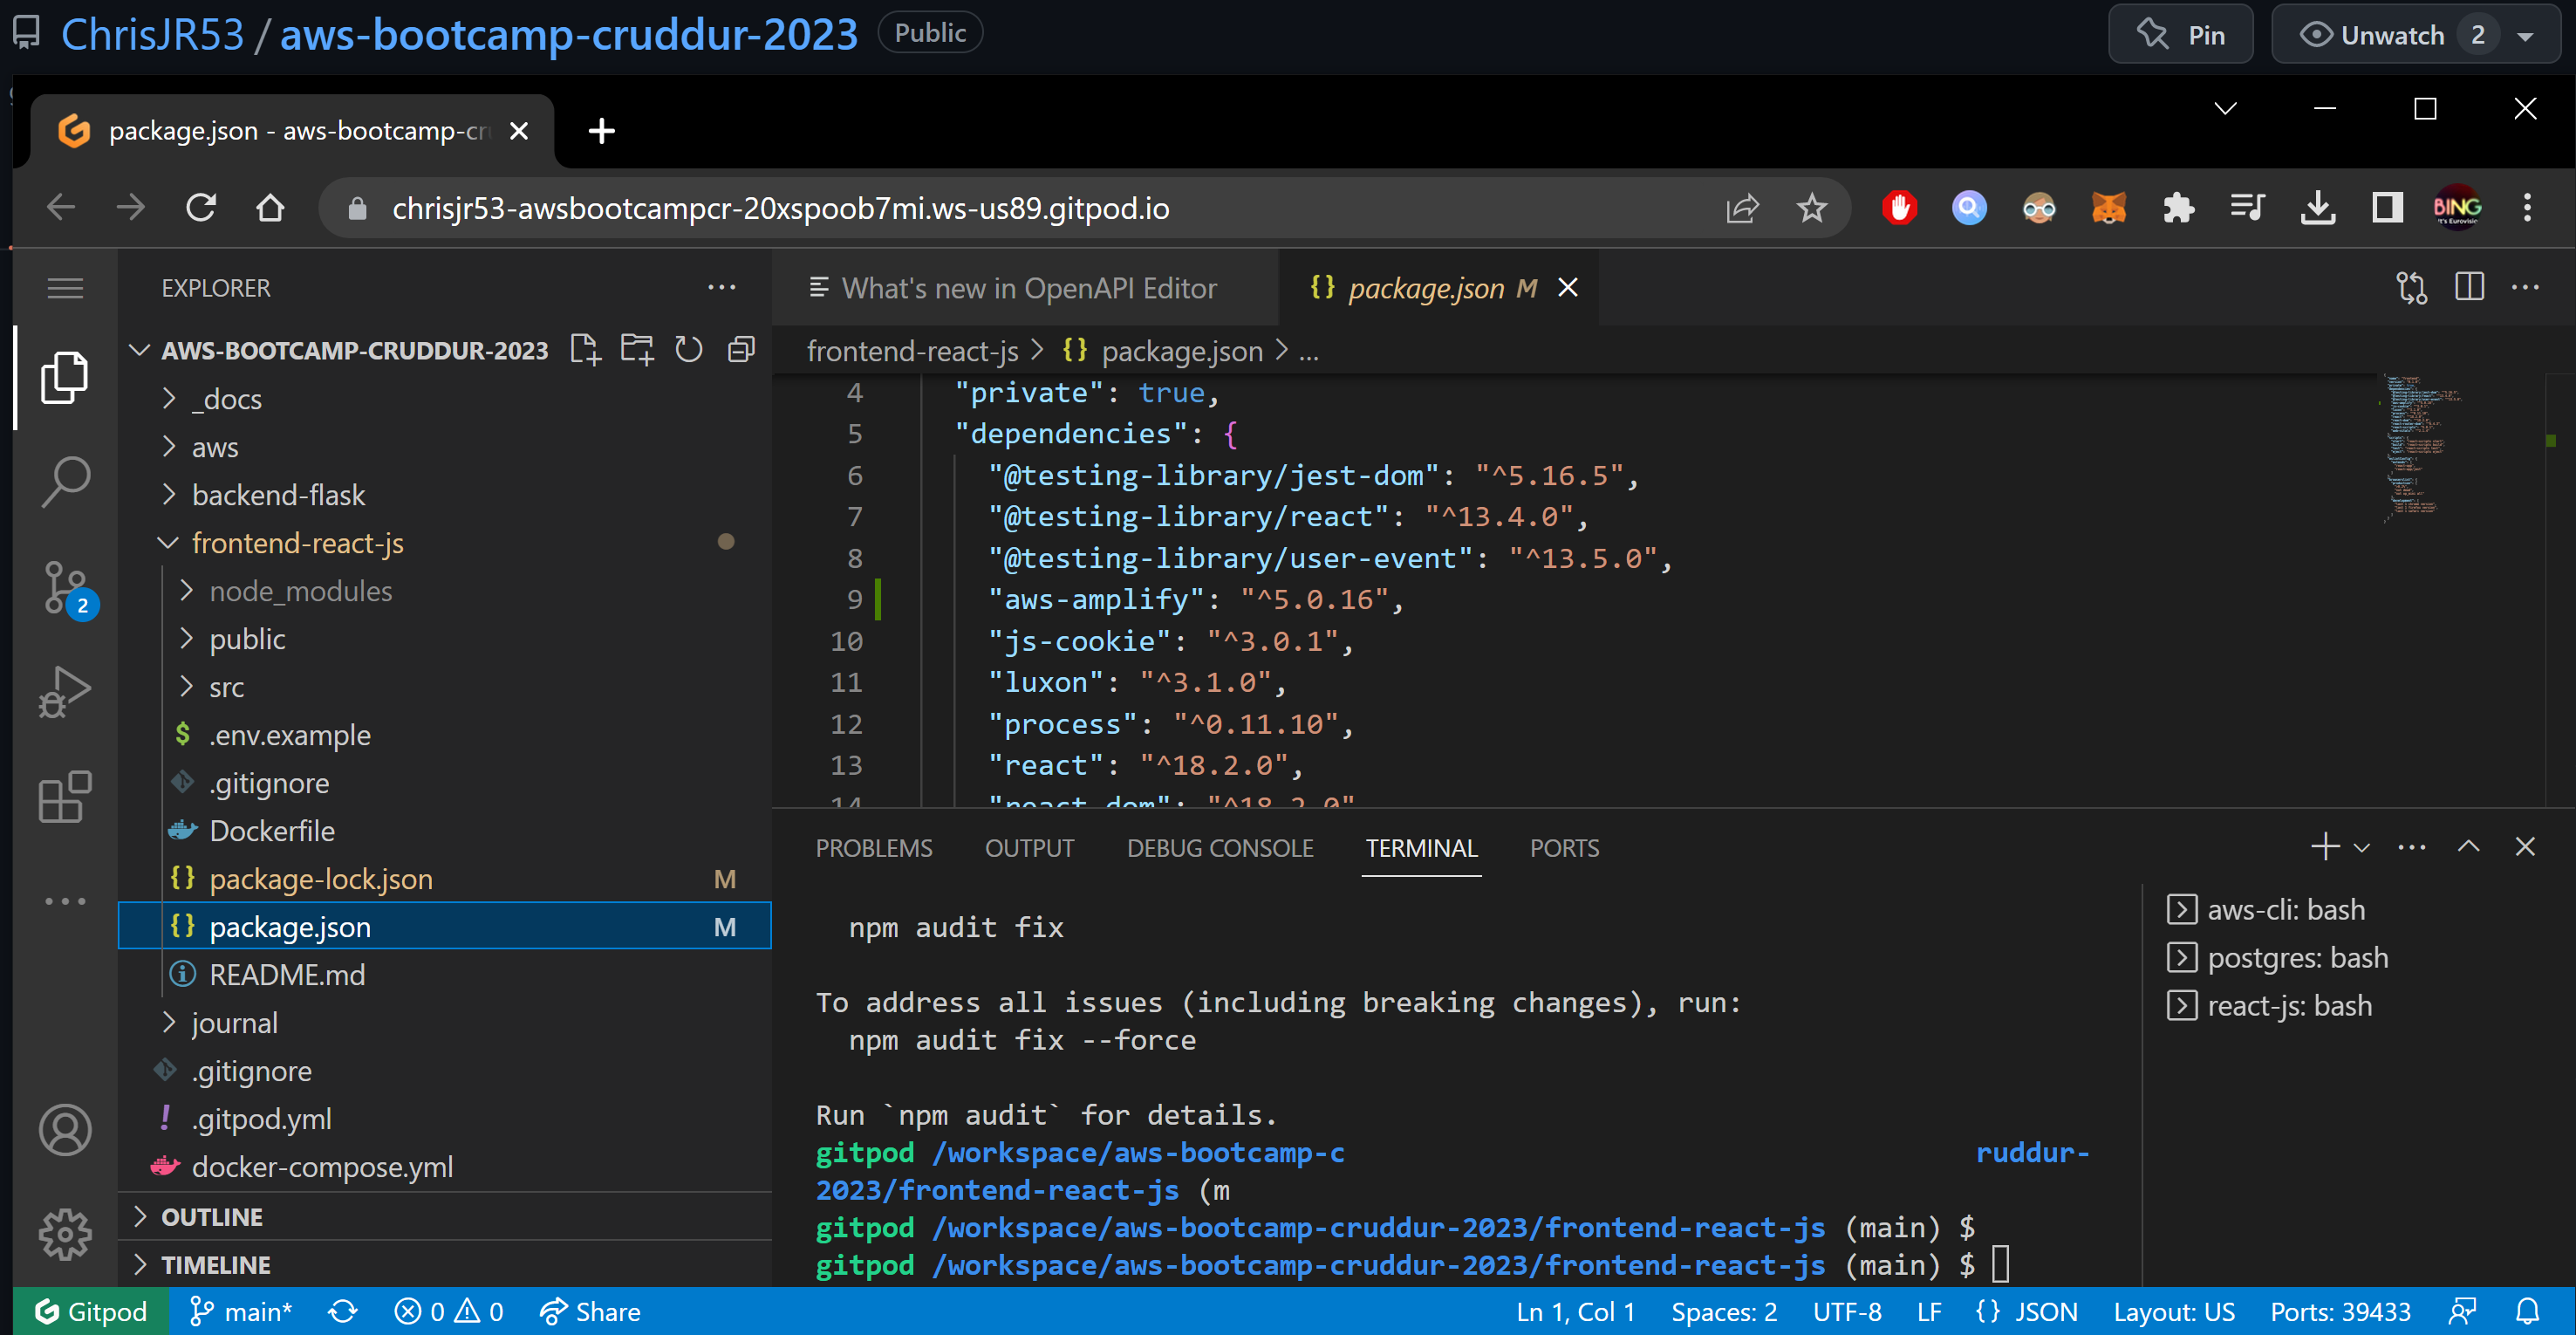 ChrisJR53 / aws-bootcamp-cruddur-2023 Public Pin Unwatch 2
package.json - aws-bootcamp-cr
chrisjr53-awsbootcampcr-20xspoob7mi.ws-us89.gitpod.io
BING
It's Eurovisi
EXPLORER
AWS-BOOTCAMP-CRUDDUR-2023
_docs
aws
backend-flask
frontend-react-js
node_modules
public
src
.env.example
.gitignore
Dockerfile
package-lock.json M
package.json M
README.md
journal
.gitignore
.gitpod.yml
docker-compose.yml
OUTLINE
TIMELINE
2
What's new in OpenAPI Editor
package.json M
frontend-react-js > {} package.json > ...
4 "private": true,
5 "dependencies": {
6 "@testing-library/jest-dom": "^5.16.5",
7 "@testing-library/react": "^13.4.0",
8 "@testing-library/user-event": "^13.5.0",
9 "aws-amplify": "^5.0.16",
10 "js-cookie": "^3.0.1",
11 "luxon": "^3.1.0",
12 "process": "^0.11.10",
13 "react": "^18.2.0",
14 "react-dom": "^18.2.0"
PROBLEMS OUTPUT DEBUG CONSOLE TERMINAL PORTS
npm audit fix
To address all issues (including breaking changes), run:
npm audit fix --force
Run `npm audit` for details.
gitpod /workspace/aws-bootcamp-c ruddur-
2023/frontend-react-js (m
gitpod /workspace/aws-bootcamp-cruddur-2023/frontend-react-js (main) $
gitpod /workspace/aws-bootcamp-cruddur-2023/frontend-react-js (main) $
aws-cli: bash
postgres: bash
react-js: bash
Gitpod main* 0 0 Share Ln 1, Col 1 Spaces: 2 UTF-8 LF {} JSON Layout: US Ports: 39433